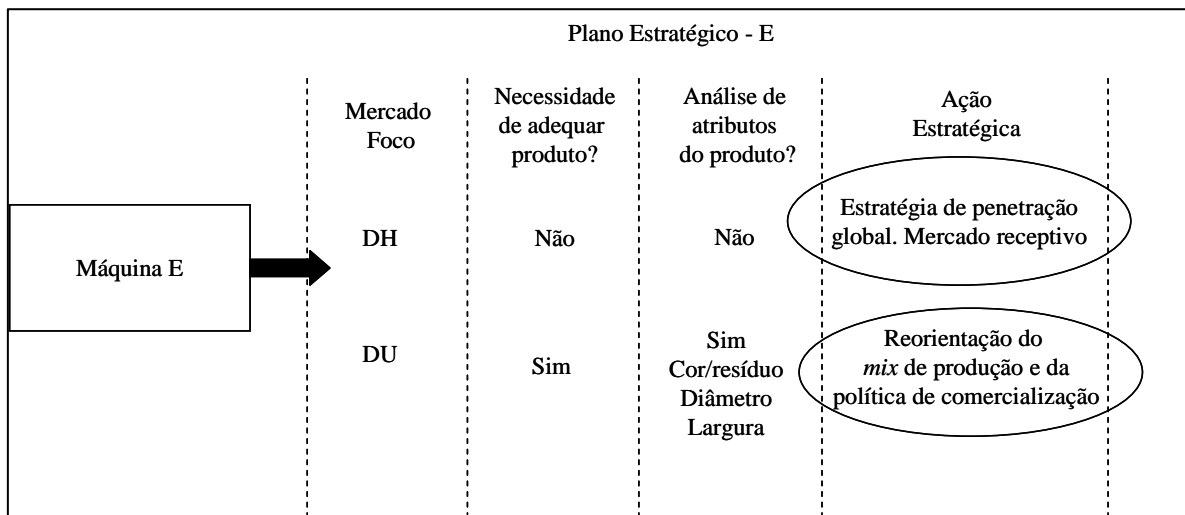 Plano Estratégico - E
Mercado
Foco
Necessidade
de adequar
produto?
Análise de
atributos
do produto?
Ação
Estratégica
Máquina E
DH
Não
Não
Estratégia de penetração
global. Mercado receptivo
DU
Sim
Sim
Cor/resíduo
Diâmetro
Largura
Reorientação do
mix de produção e da
política de comercialização